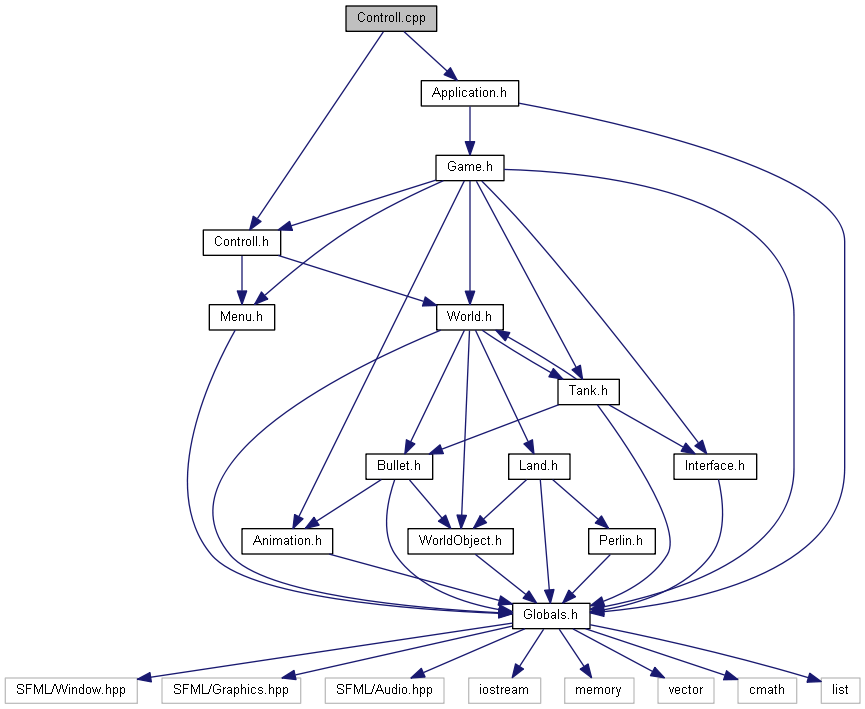 Controll.cpp
Application.h
Game.h
Controll.h
Menu.h
World.h
Tank.h
Bullet.h
Land.h
Interface.h
Animation.h
WorldObject.h
Perlin.h
Globals.h
SFML/Window.hpp
SFML/Graphics.hpp
SFML/Audio.hpp
iostream
memory
vector
cmath
list